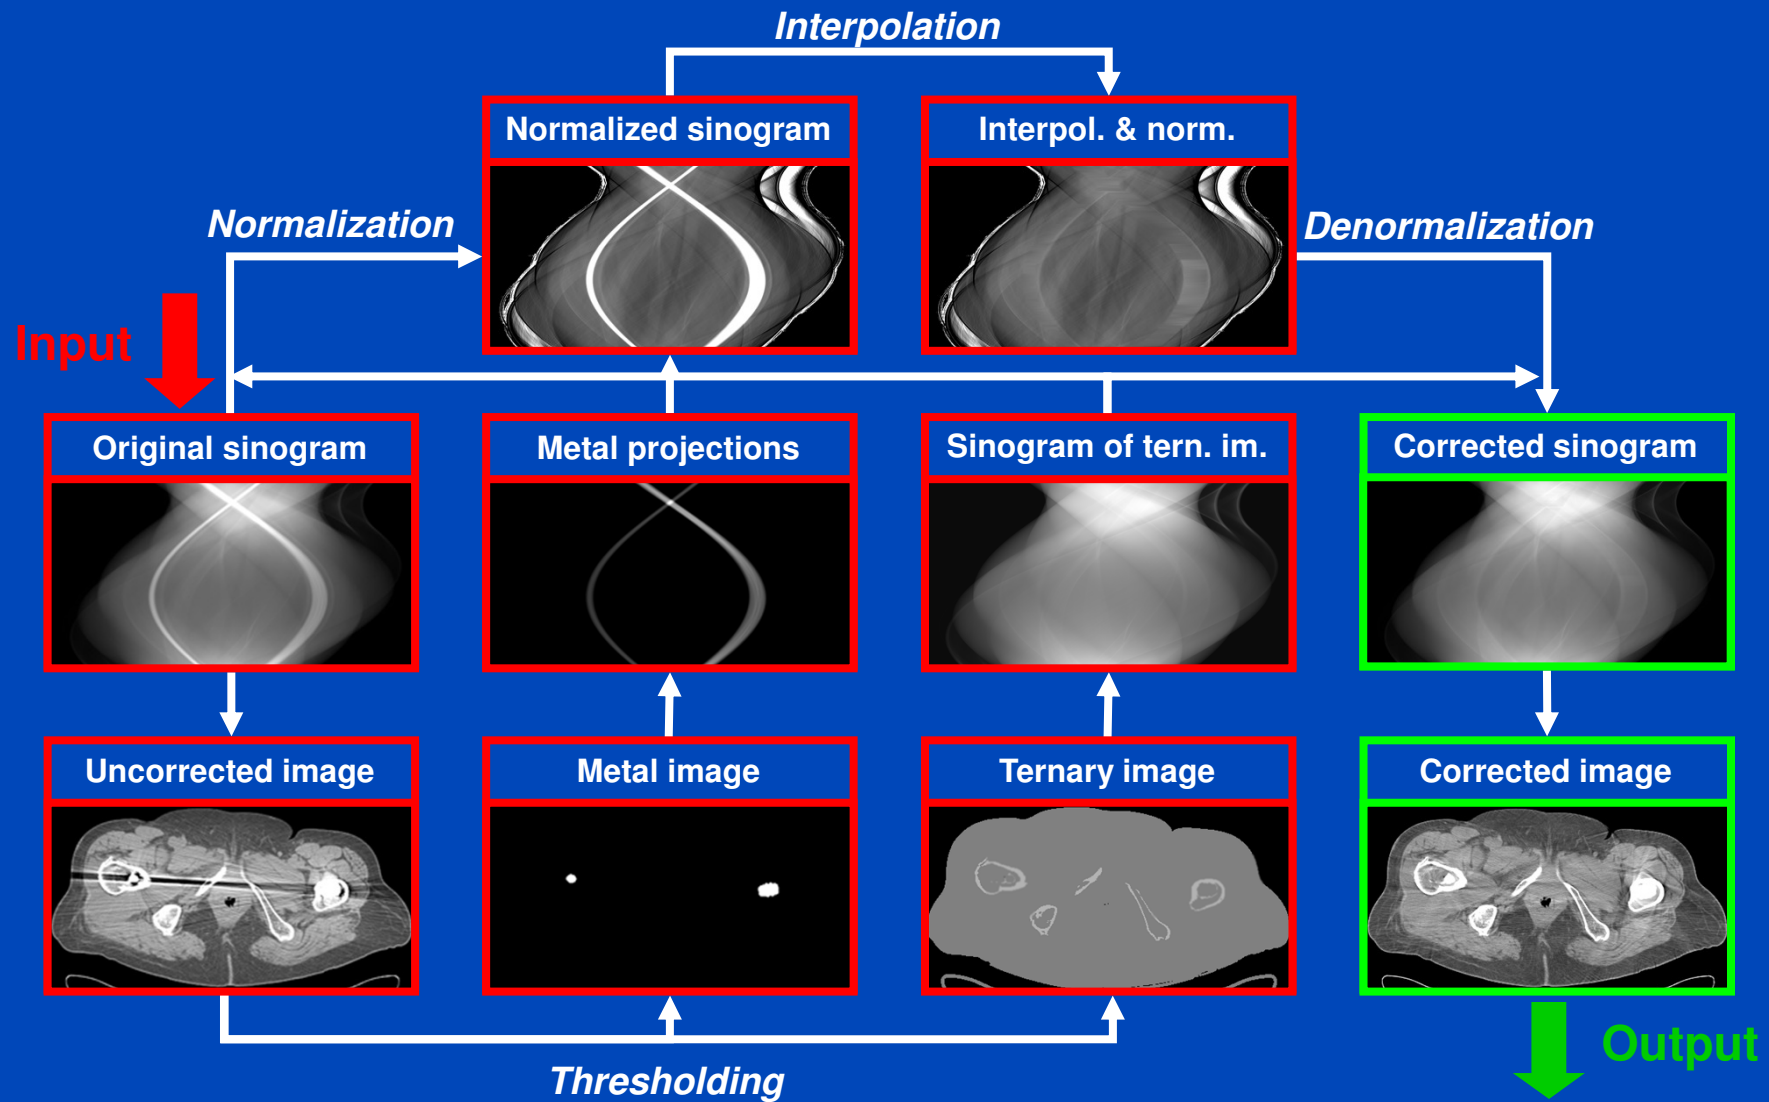 Interpolation
Normalized sinogram
Interpol. & norm.
Normalization
Denormalization
Input
Original sinogram
Metal projections
Sinogram of tern. im.
Corrected sinogram
Uncorrected image
Metal image
Ternary image
Corrected image
Output
Thresholding